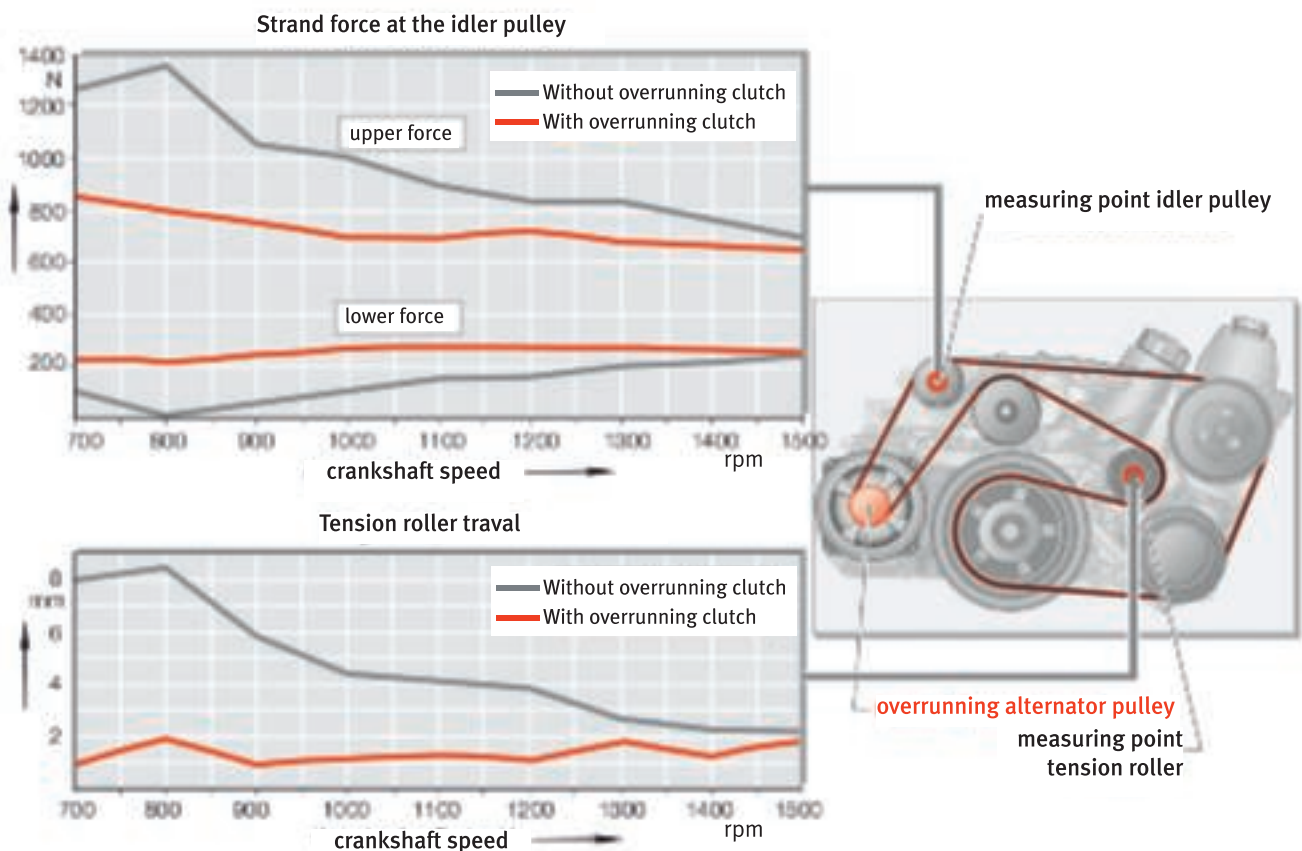 Strand force at the idler pulley
1400
N
1200
1000
800
600
400
200
Without overrunning clutch
With overrunning clutch
upper force
lower force
700 800 900 1000 1100 1200 1300 1400 1500
crankshaft speed
rpm
measuring point idler pulley
Tension roller traval
8
mm
6
4
2
Without overrunning clutch
With overrunning clutch
700 800 900 1000 1100 1200 1300 1400 1500
crankshaft speed
rpm
overrunning alternator pulley
measuring point
tension roller